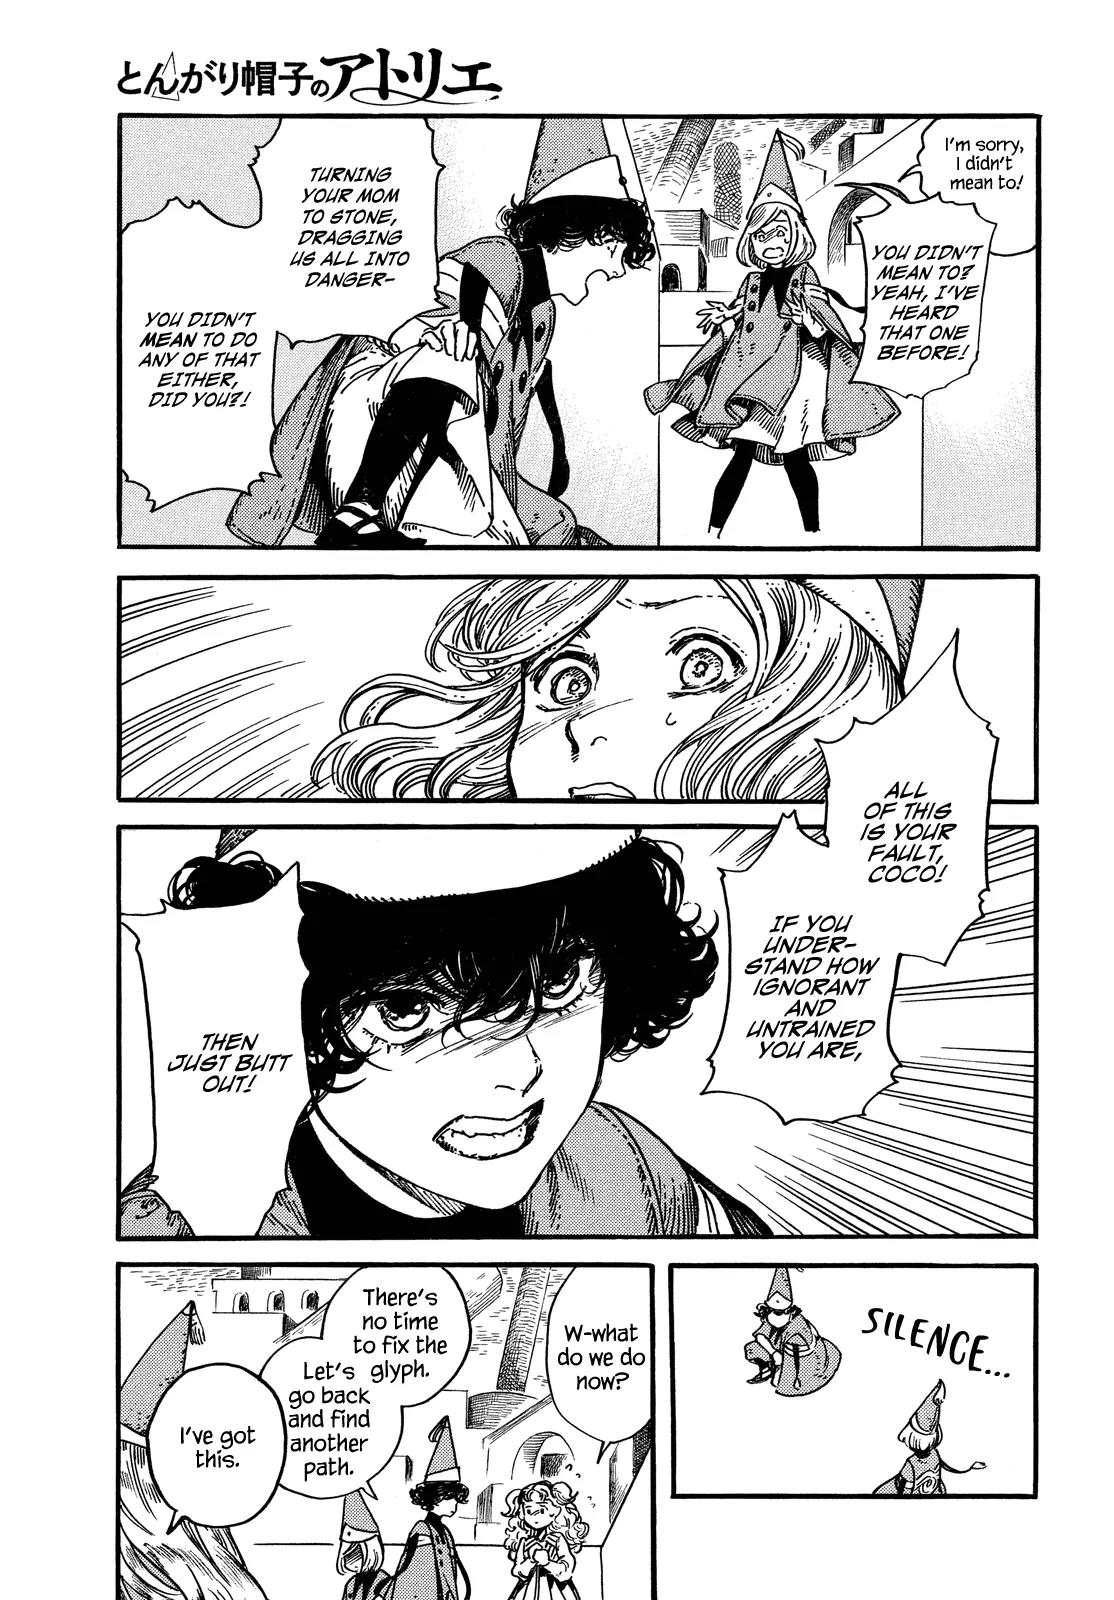 とんがり帽子のアトリエ
I'm sorry,
I didn't
mean to!
YOU DIDN'T
MEAN TO?
YEAH, I'VE
HEARD
THAT ONE
BEFORE!
TURNING
YOUR MOM
TO STONE,
DRAGGING
US ALL INTO
DANGER-
YOU DIDN'T
MEAN TO DO
ANY OF THAT
EITHER,
DID YOU?!
ALL
OF THIS
IS YOUR
FAULT,
COCO!
IF YOU
UNDER-
STAND HOW
IGNORANT
AND
UNTRAINED
YOU ARE,
THEN
JUST BUTT
OUT!
SILENCE...
W-what
do we do
now?
There's
no time
to fix the
glyph.
Let's
go back
and find
another
path.
I've got
this.